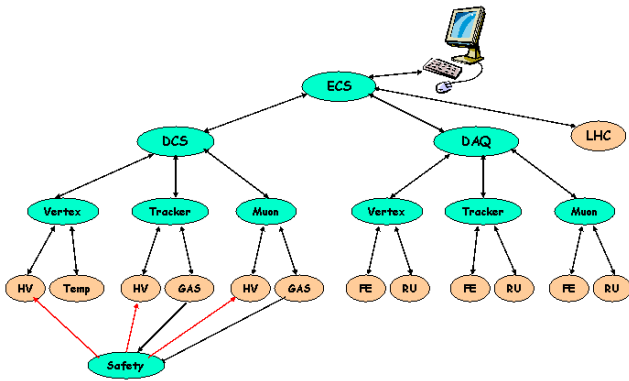 ECS
LHC
DCS
DAQ
Vertex
Tracker
Muon
Vertex
Tracker
Muon
HV
Temp
HV
GAS
HV
GAS
FE
RU
FE
RU
FE
RU
Safety